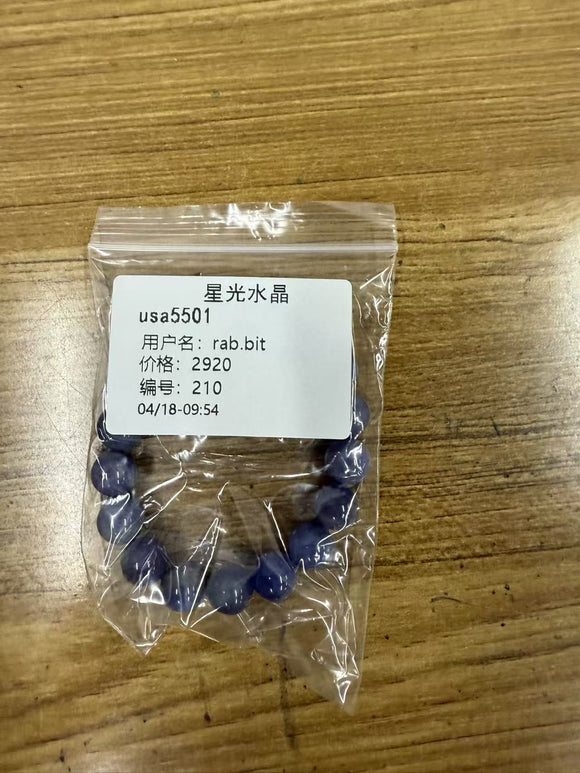 星光水晶
usa5501
用户名：rab.bit
价格：2920
编号：210
04/18-09:54